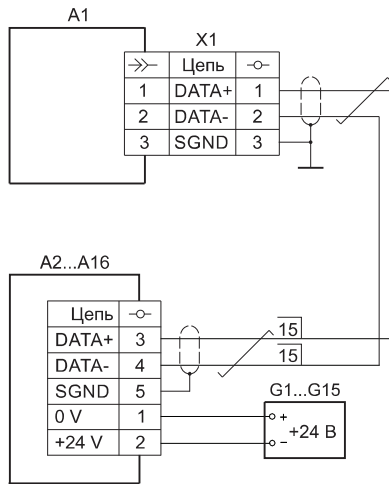 A1
X1
Цепь
1 DATA+ 1
2 DATA- 2
3 SGND 3
A2...A16
Цепь
DATA+ 3
DATA- 4
SGND 5
0 V 1
+24 V 2
15
15
G1...G15
+
+24 В
−